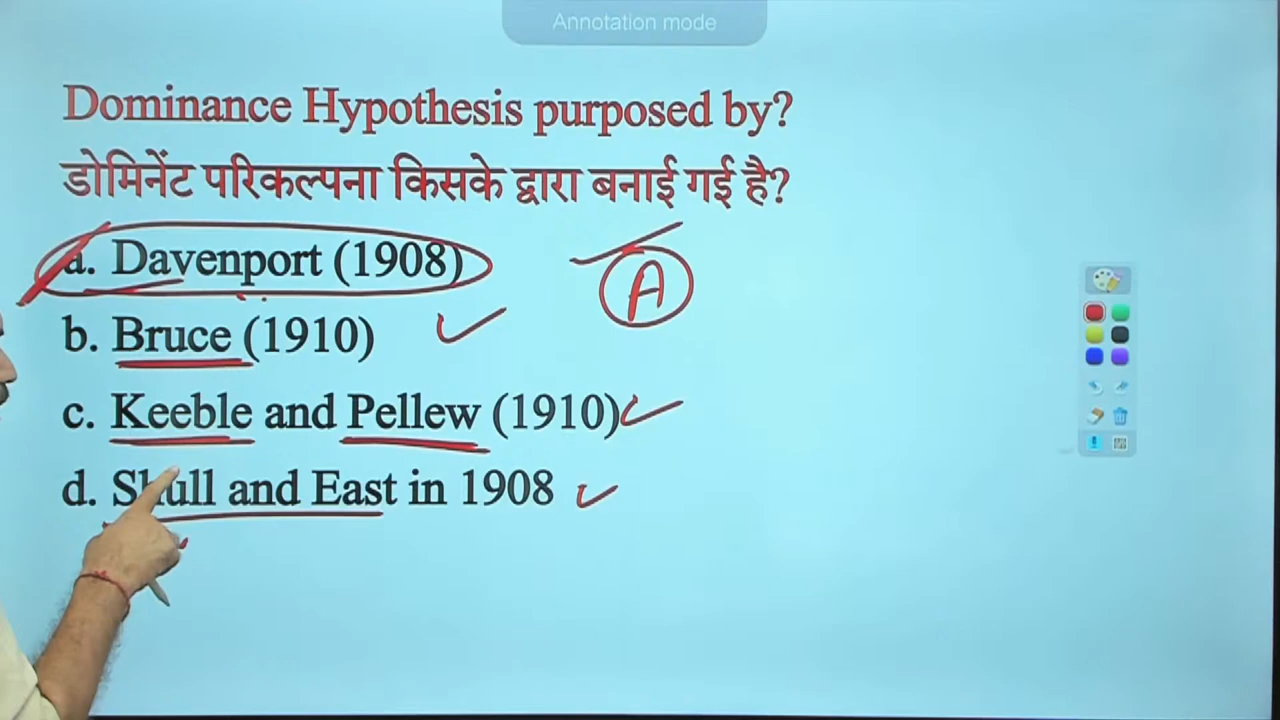 Annotation mode
Dominance Hypothesis purposed by?
डोमिनेंट परिकल्पना किसके द्वारा बनाई गई है?
a. Davenport (1908)
A
b. Bruce (1910)
c. Keeble and Pellew (1910)
d. Shull and East in 1908